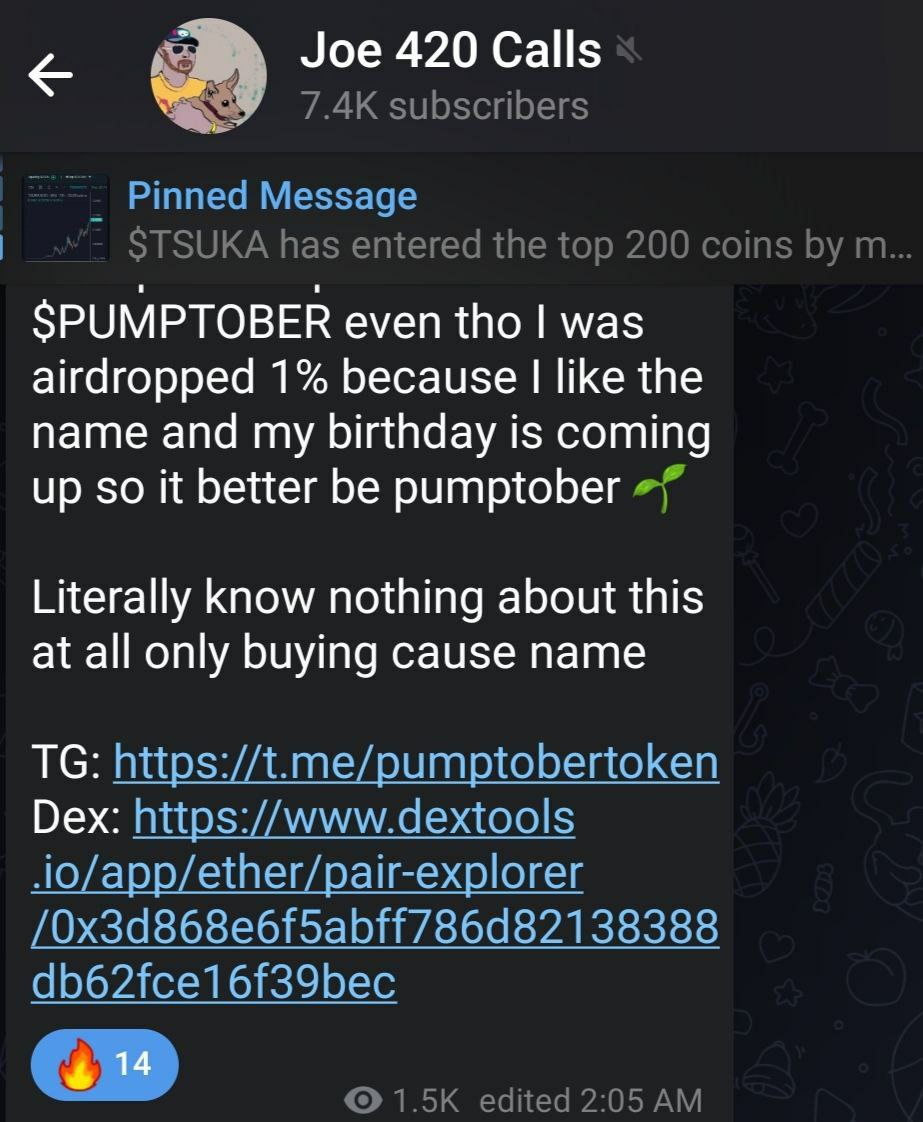 Joe 420 Calls
7.4K subscribers
Pinned Message
$TSUKA has entered the top 200 coins by m...
$PUMPTOBER even tho I was
airdropped 1% because I like the
name and my birthday is coming
up so it better be pumptober 🌱
Literally know nothing about this
at all only buying cause name
TG: https://t.me/pumptobertoken
Dex: https://www.dextools
.io/app/ether/pair-explorer
/0x3d868e6f5abff786d82138388
db62fce16f39bec
🔥 14
1.5K edited 2:05 AM